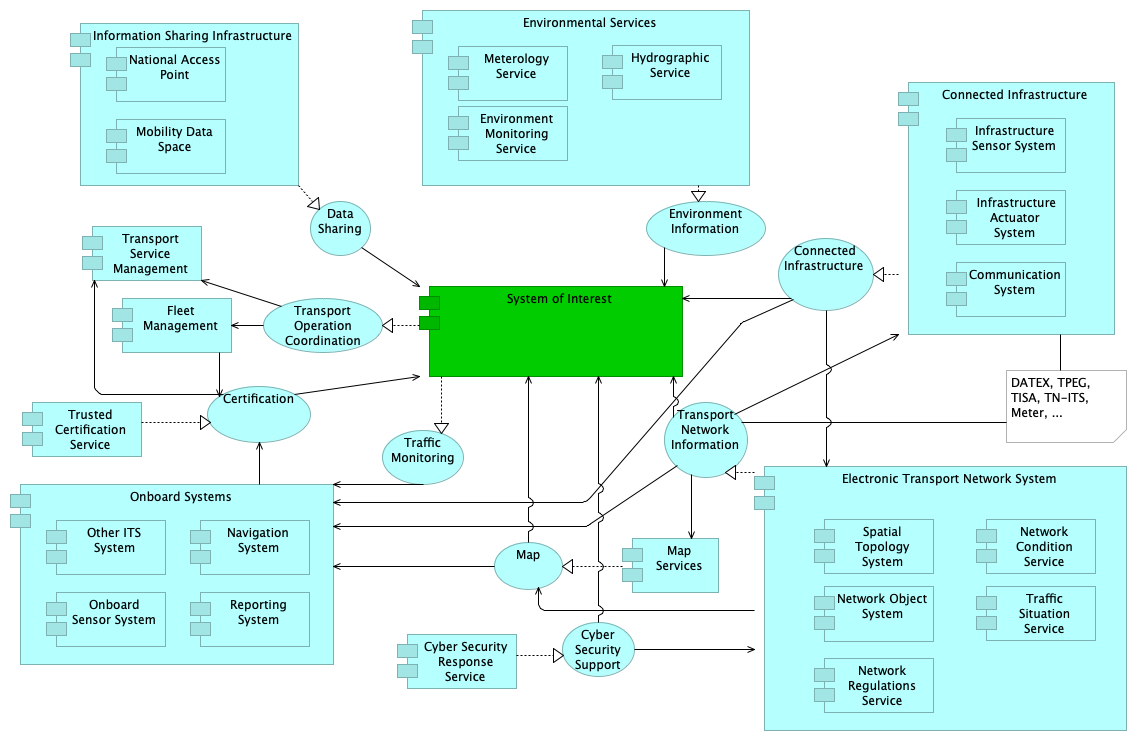 Information Sharing Infrastructure
National Access
Point
Mobility Data
Space
Environmental Services
Meterology
Service
Hydrographic
Service
Environment
Monitoring
Service
Connected Infrastructure
Infrastructure
Sensor System
Infrastructure
Actuator
System
Communication
System
Data
Sharing
Environment
Information
Connected
Infrastructure
Transport
Service
Management
Fleet
Management
Transport
Operation
Coordination
System of Interest
DATEX, TPEG,
TISA, TN-ITS,
Meter, ...
Trusted
Certification
Service
Certification
Traffic
Monitoring
Transport
Network
Information
Onboard Systems
Other ITS
System
Navigation
System
Onboard
Sensor System
Reporting
System
Map
Map
Services
Cyber Security
Response
Service
Cyber
Security
Support
Electronic Transport Network System
Spatial
Topology
System
Network
Condition
Service
Network Object
System
Traffic
Situation
Service
Network
Regulations
Service